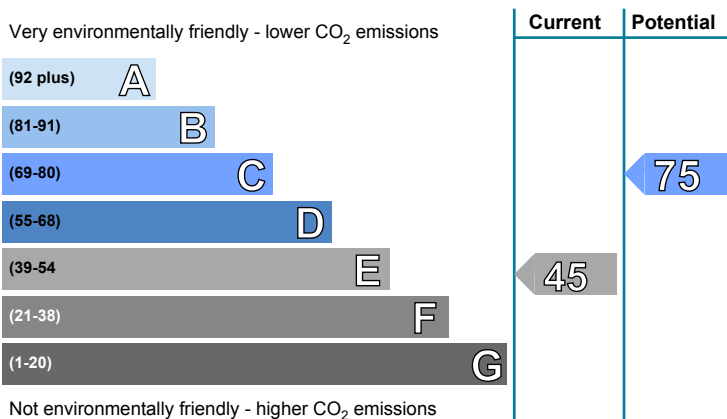 Very environmentally friendly - lower CO₂ emissions
Current
Potential
(92 plus) A
(81-91) B
(69-80) C
75
(55-68) D
(39-54 E
45
(21-38) F
(1-20) G
Not environmentally friendly - higher CO₂ emissions